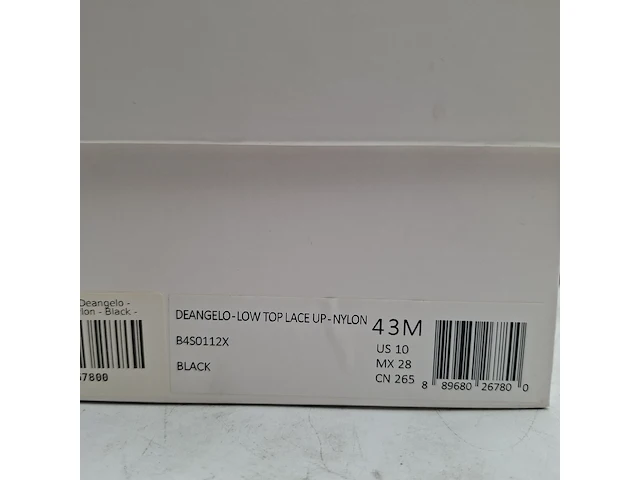 Deangelo -
lon - Black -
7800
DEANGELO-LOW TOP LACE UP-NYLON
B4S0112X
BLACK
43M
US 10
MX 28
CN 265
8 89680 26780 0